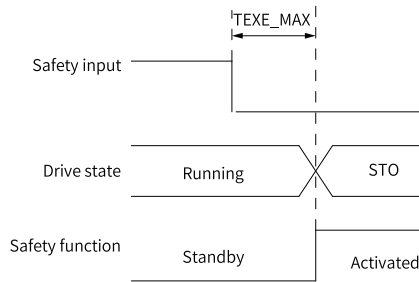 TEXE_MAX
Safety input
Drive state
Running
STO
Safety function
Standby
Activated